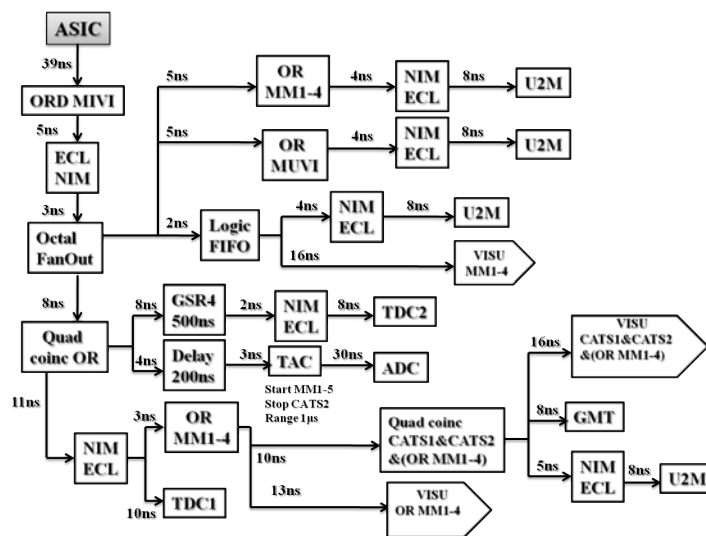 ASIC
39ns
ORD MIVI
5ns
ECL
NIM
3ns
Octal
FanOut
5ns
OR
MM1-4
4ns
NIM
ECL
8ns
U2M
5ns
OR
MUVI
4ns
NIM
ECL
8ns
U2M
2ns
Logic
FIFO
4ns
NIM
ECL
8ns
U2M
16ns
VISU
MM1-4
8ns
Quad
coinc OR
8ns
GSR4
500ns
2ns
NIM
ECL
8ns
TDC2
4ns
Delay
200ns
3ns
TAC
30ns
ADC
Start MM1-5
Stop CATS2
Range 1µs
11ns
NIM
ECL
3ns
OR
MM1-4
10ns
TDC1
10ns
Quad coinc
CATS1&CATS2
&(OR MM1-4)
13ns
VISU
OR MM1-4
16ns
VISU
CATS1&CATS2
&(OR MM1-4)
8ns
GMT
5ns
NIM
ECL
8ns
U2M